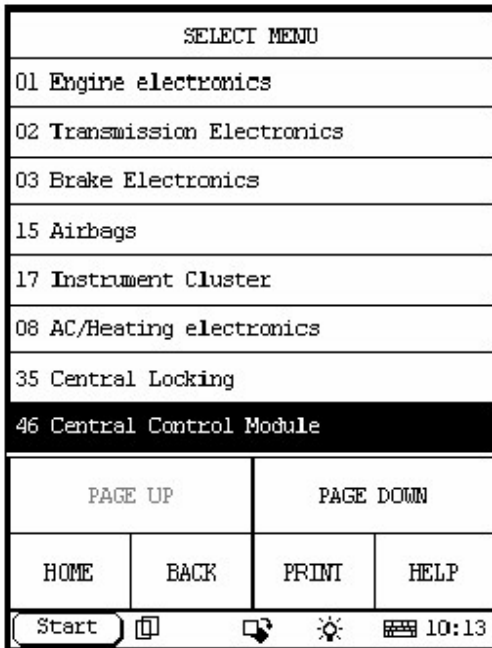 SELECT MENU
01 Engine electronics
02 Transmission Electronics
03 Brake Electronics
15 Airbags
17 Instrument Cluster
08 AC/Heating electronics
35 Central Locking
46 Central Control Module
PAGE UP PAGE DOWN
HOME BACK PRINT HELP
Start 10:13